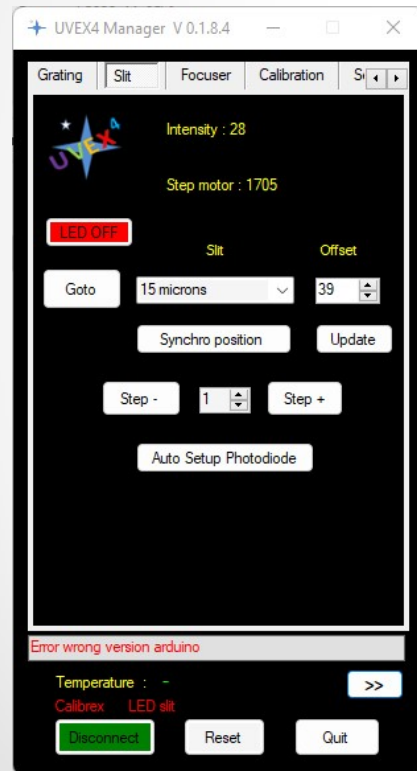 UVEX4 Manager V 0.1.8.4
Grating Slit Focuser Calibration
UVEX4
Intensity : 28
Step motor : 1705
LED OFF
Slit Offset
Goto 15 microns 39
Synchro position Update
Step - 1 Step +
Auto Setup Photodiode
Error wrong version arduino
Temperature : -
>>
Calibrex LED slit
Disconnect Reset Quit